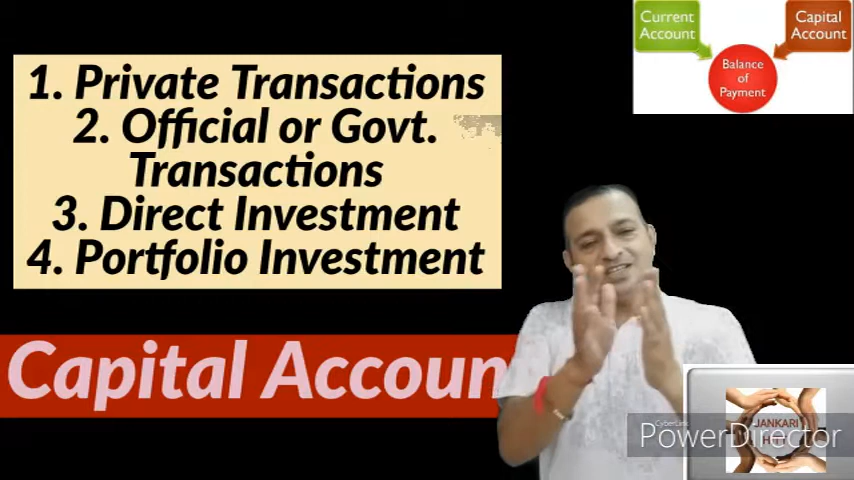 1. Private Transactions
2. Official or Govt.
Transactions
3. Direct Investment
4. Portfolio Investment
Current
Account
Capital
Account
Balance
of
Payment
Capital Accoun
JANKARI
CyberLink
PowerDirector